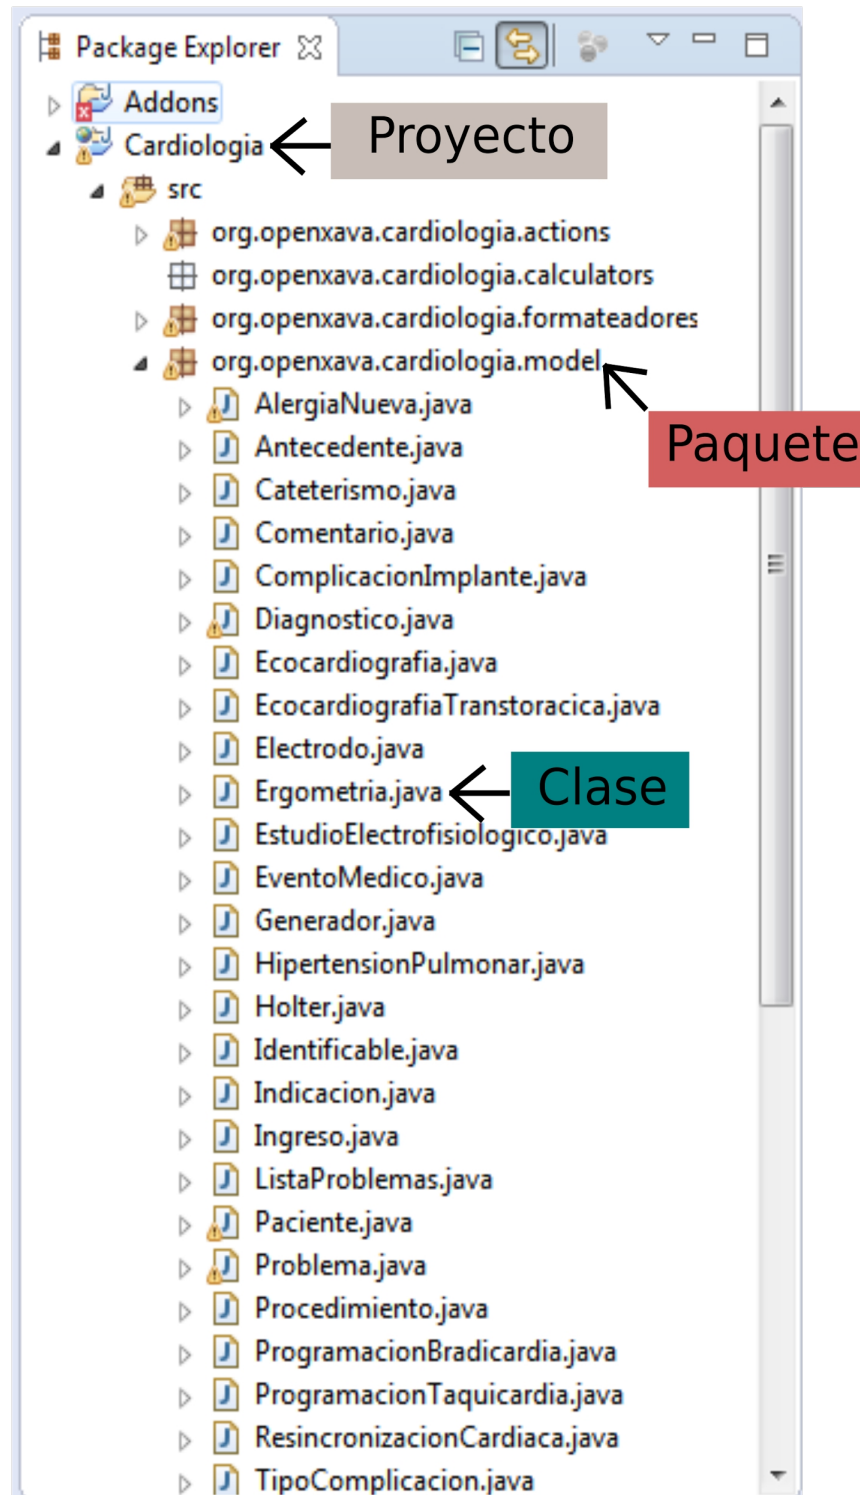 Package Explorer
Addons
Cardiologia
Proyecto
src
org.openxava.cardiologia.actions
org.openxava.cardiologia.calculators
org.openxava.cardiologia.formateadores
org.openxava.cardiologia.model
AlergiaNueva.java
Paquete
Antecedente.java
Cateterismo.java
Comentario.java
ComplicacionImplante.java
Diagnostico.java
Ecocardiografia.java
EcocardiografiaTranstoracica.java
Electrodo.java
Ergometria.java
Clase
EstudioElectrofisiologico.java
EventoMedico.java
Generador.java
HipertensionPulmonar.java
Holter.java
Identificable.java
Indicacion.java
Ingreso.java
ListaProblemas.java
Paciente.java
Problema.java
Procedimiento.java
ProgramacionBradicardia.java
ProgramacionTaquicardia.java
ResincronizacionCardiaca.java
TipoComplicacion.java